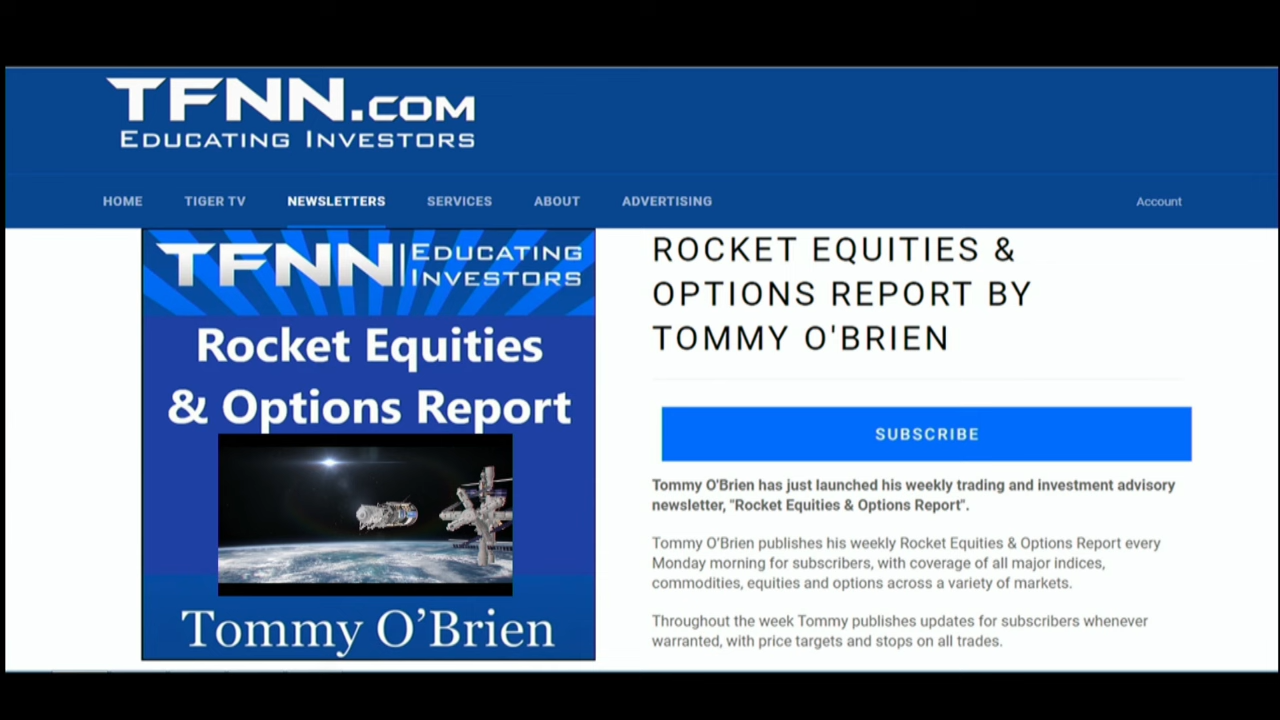 TFNN.COM
EDUCATING INVESTORS
HOME TIGER TV NEWSLETTERS SERVICES ABOUT ADVERTISING Account
TFNN EDUCATING
INVESTORS
Rocket Equities
& Options Report
Tommy O'Brien
ROCKET EQUITIES &
OPTIONS REPORT BY
TOMMY O'BRIEN
SUBSCRIBE
Tommy O'Brien has just launched his weekly trading and investment advisory
newsletter, "Rocket Equities & Options Report".
Tommy O'Brien publishes his weekly Rocket Equities & Options Report every
Monday morning for subscribers, with coverage of all major indices,
commodities, equities and options across a variety of markets.
Throughout the week Tommy publishes updates for subscribers whenever
warranted, with price targets and stops on all trades.